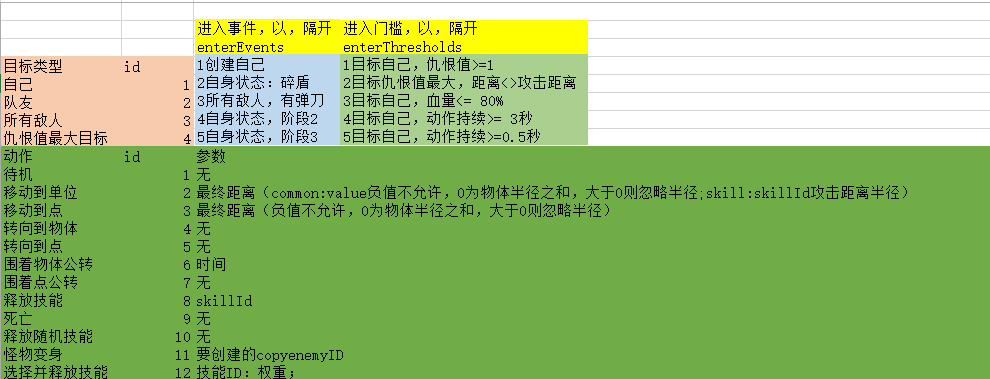 进入事件，以，隔开 进入门槛，以，隔开
enterEvents enterThresholds
目标类型 id 1创建自己 1目标自己，仇恨值>=1
自己 1 2自身状态：碎盾 2目标仇恨值最大，距离<>攻击距离
队友 2 3所有敌人，有弹刀 3目标自己，血量<= 80%
所有敌人 3 4自身状态，阶段2 4目标自己，动作持续>= 3秒
仇恨值最大目标 4 5自身状态，阶段3 5目标自己，动作持续>=0.5秒
动作 id 参数
待机 1 无
移动到单位 2 最终距离（common:value负值不允许，0为物体半径之和，大于0则忽略半径;skill:skillId攻击距离半径）
移动到点 3 最终距离（负值不允许，0为物体半径之和，大于0则忽略半径）
转向到物体 4 无
转向到点 5 无
围着物体公转 6 时间
围着点公转 7 无
释放技能 8 skillId
死亡 9 无
释放随机技能 10 无
怪物变身 11 要创建的copyenemyID
选择并释放技能 12 技能ID：权重；